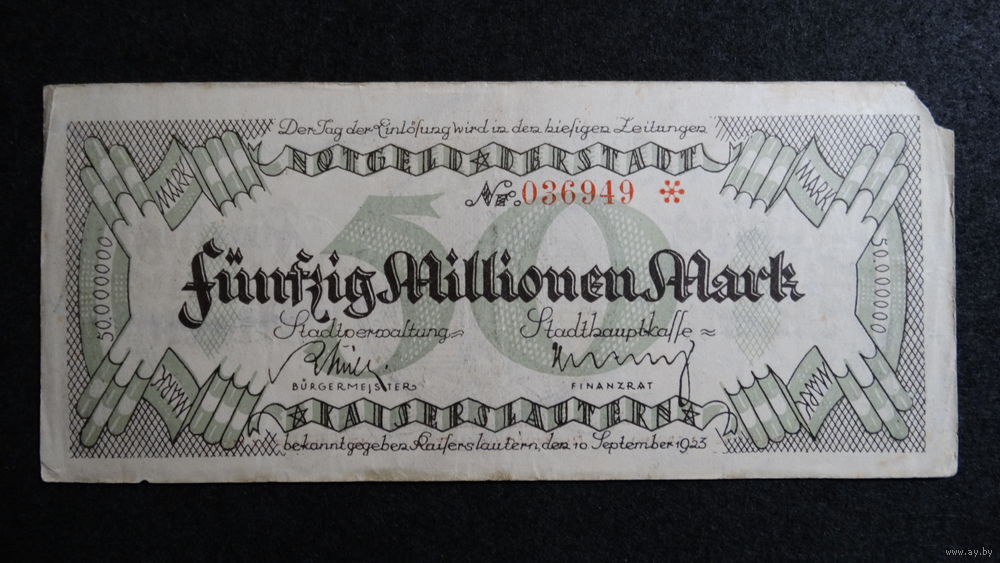 Der Tag der Einlösung wird in den hiesigen Zeitungen
NOTGELD ☆ DER STADT
MARK
MARK
Nr. 036949
50.000000
50.000000
50
Fünfzig Millionen Mark
Stadtverwaltung
Stadthauptkasse
BÜRGERMEISTER
FINANZRAT
MARK
MARK
☆ KAISERSLAUTERN ☆
bekannt gegeben Kaiserslautern, den 10 September 1923
www.ay.by